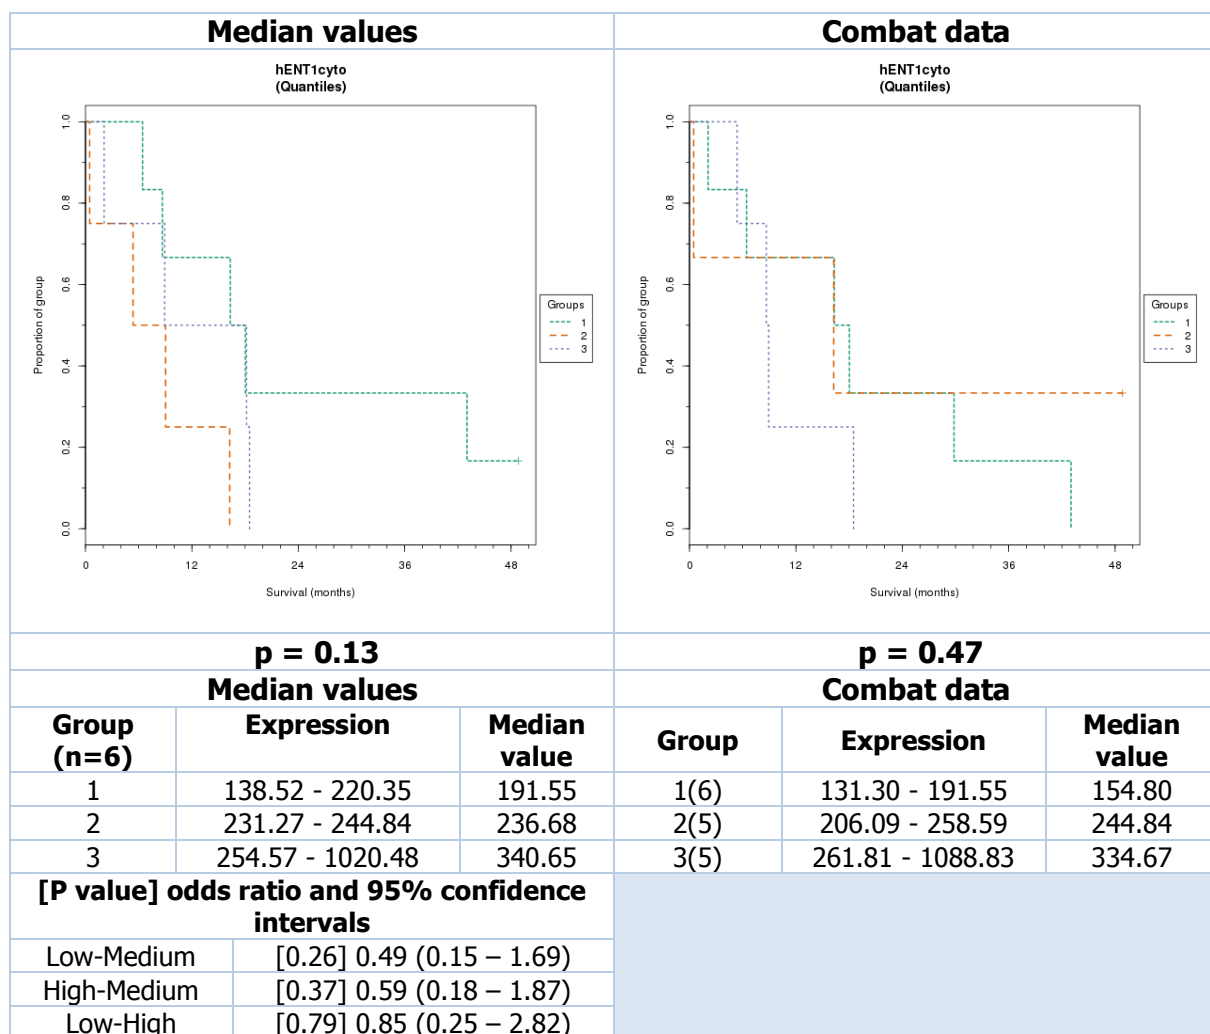 Median values
Combat data
hENT1cyto
(Quantiles)
1.0
0.8
0.6
0.4
0.2
0.0
Proportion of group
0 12 24 36 48
Survival (months)
Groups
1
2
3
hENT1cyto
(Quantiles)
1.0
0.8
0.6
0.4
0.2
0.0
Proportion of group
0 12 24 36 48
Survival (months)
Groups
1
2
3
p = 0.13
p = 0.47
Median values
Combat data
Group (n=6) Expression Median value Group Expression Median value
1 138.52 - 220.35 191.55 1(6) 131.30 - 191.55 154.80
2 231.27 - 244.84 236.68 2(5) 206.09 - 258.59 244.84
3 254.57 - 1020.48 340.65 3(5) 261.81 - 1088.83 334.67
[P value] odds ratio and 95% confidence
intervals
Low-Medium [0.26] 0.49 (0.15 – 1.69)
High-Medium [0.37] 0.59 (0.18 – 1.87)
Low-High [0.79] 0.85 (0.25 – 2.82)